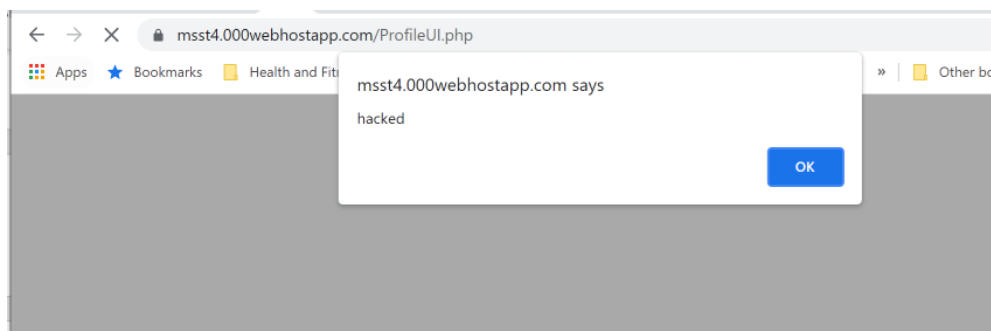 msst4.000webhostapp.com/ProfileUI.php
Apps Bookmarks Health and Fit » Other bo
msst4.000webhostapp.com says
hacked
OK